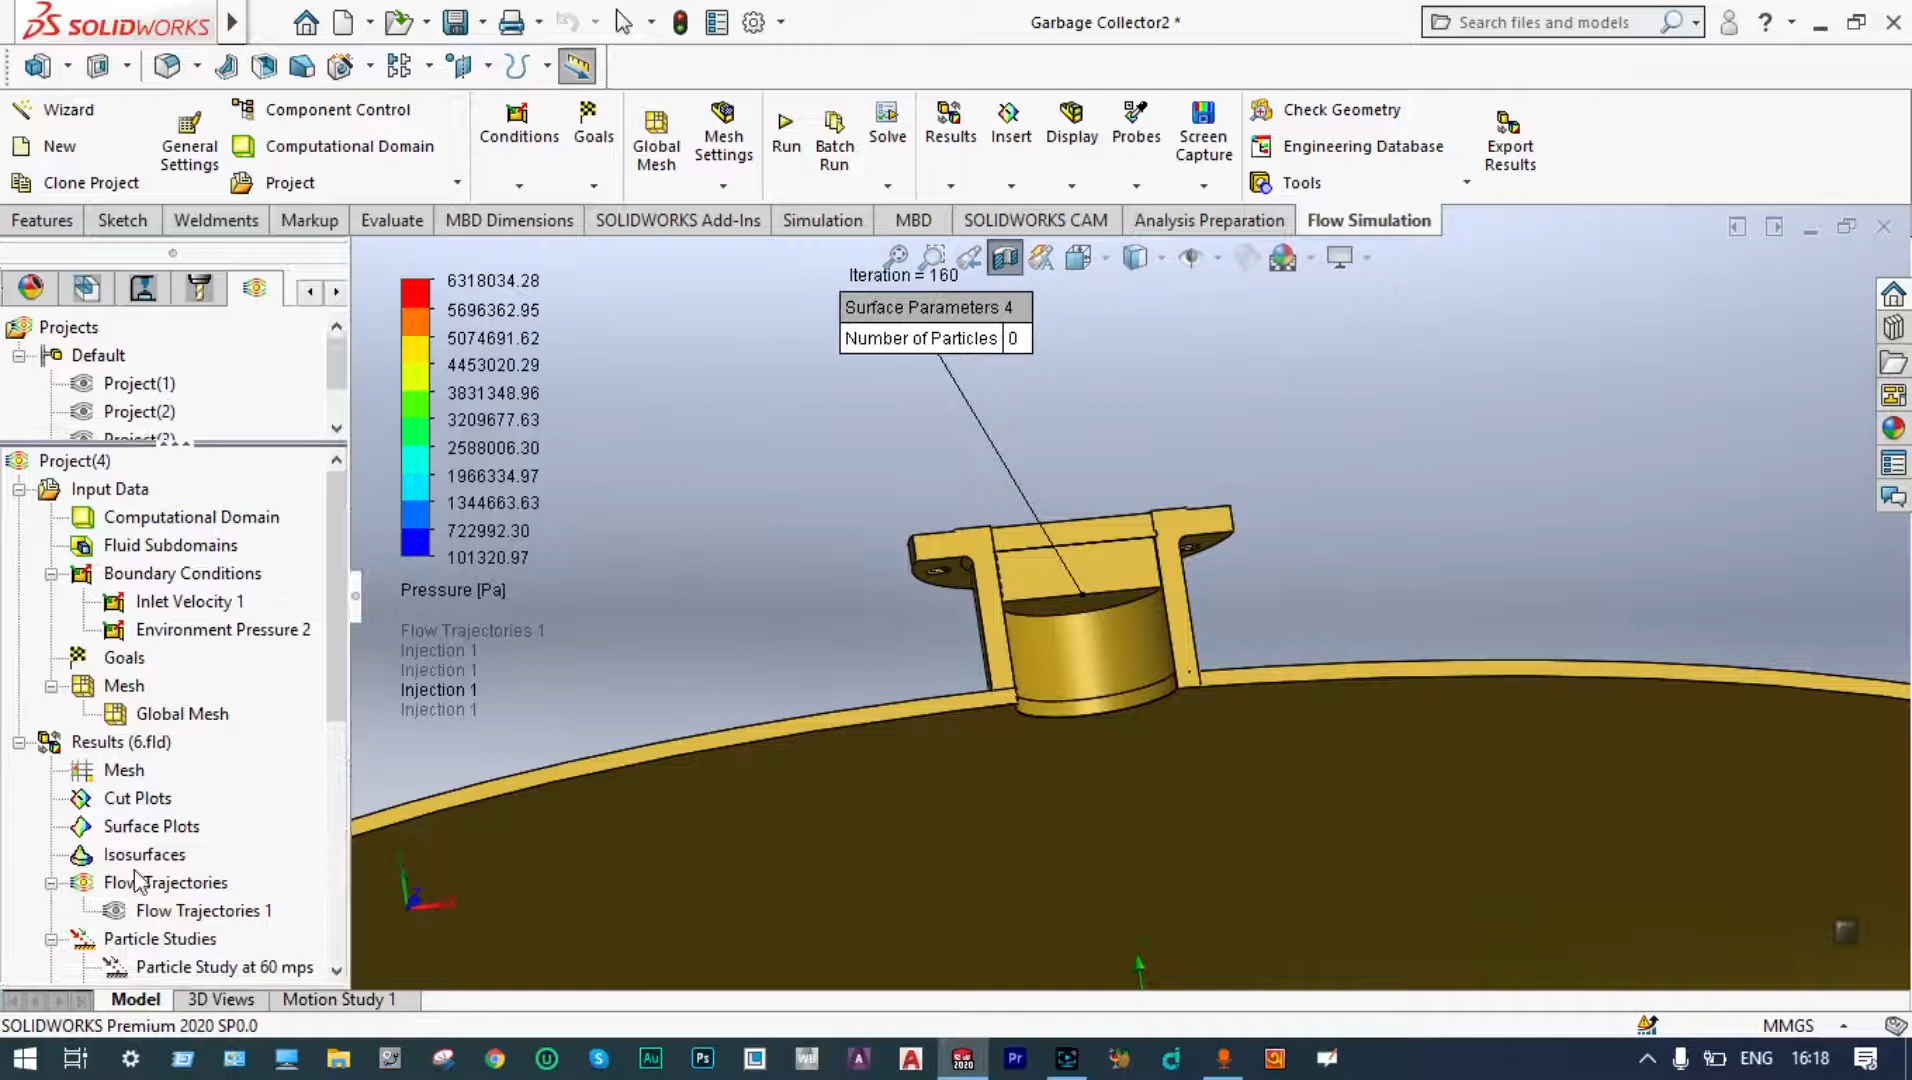 SOLIDWORKS
Garbage Collector2 *
Search files and models
?
Wizard
New
Clone Project
General Settings
Component Control
Computational Domain
Project
Conditions
Goals
Global Mesh
Mesh Settings
Run
Batch Run
Solve
Results
Insert
Display
Probes
Screen Capture
Check Geometry
Engineering Database
Tools
Export Results
Features
Sketch
Weldments
Markup
Evaluate
MBD Dimensions
SOLIDWORKS Add-Ins
Simulation
MBD
SOLIDWORKS CAM
Analysis Preparation
Flow Simulation
Projects
Default
Project(1)
Project(2)
Project(3)
Project(4)
Input Data
Computational Domain
Fluid Subdomains
Boundary Conditions
Inlet Velocity 1
Environment Pressure 2
Goals
Mesh
Global Mesh
Results (6.fld)
Mesh
Cut Plots
Surface Plots
Isosurfaces
Flow Trajectories
Flow Trajectories 1
Particle Studies
Particle Study at 60 mps
6318034.28
5696362.95
5074691.62
4453020.29
3831348.96
3209677.63
2588006.30
1966334.97
1344663.63
722992.30
101320.97
Pressure [Pa]
Flow Trajectories 1
Injection 1
Injection 1
Injection 1
Injection 1
Iteration = 160
Surface Parameters 4
Number of Particles 0
Model
3D Views
Motion Study 1
SOLIDWORKS Premium 2020 SP0.0
MMGS
Au
Ps
Pr
ENG
16:18